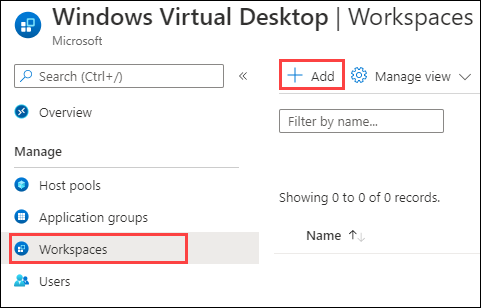 Windows Virtual Desktop | Workspaces
Microsoft
Search (Ctrl+/)
«
Add
Manage view
Overview
Filter by name...
Manage
Host pools
Showing 0 to 0 of 0 records.
Application groups
Name ↑↓
Workspaces
Users